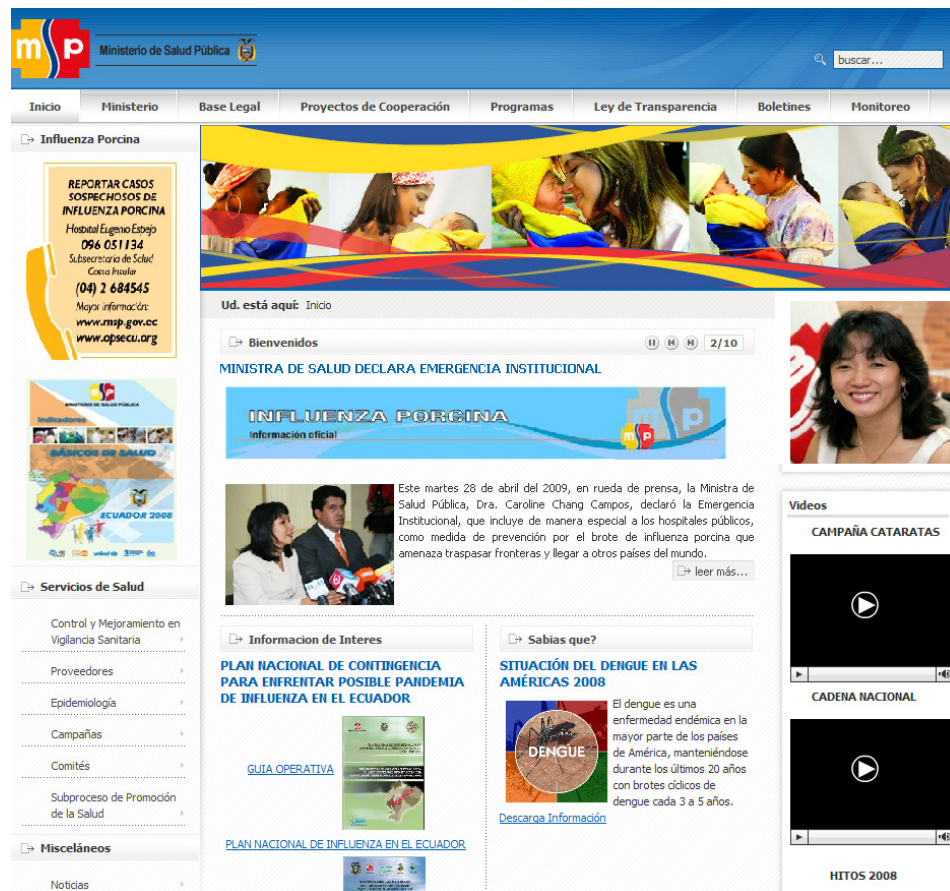 msp
Ministerio de Salud Pública
buscar...
Inicio
Ministerio
Base Legal
Proyectos de Cooperación
Programas
Ley de Transparencia
Boletines
Monitoreo
Influenza Porcina
REPORTAR CASOS
SOSPECHOSOS DE
INFLUENZA PORCINA
Hospital Eugenio Espejo
096 051134
Subsecretaría de Salud
Costa Insular
(04) 2 684545
Mayor información:
www.msp.gov.ec
www.opsecu.org
MINISTERIO DE SALUD PÚBLICA
Indicadores
BÁSICOS DE SALUD
ECUADOR 2008
Servicios de Salud
Control y Mejoramiento en
Vigilancia Sanitaria
Proveedores
Epidemiología
Campañas
Comités
Subproceso de Promoción
de la Salud
Misceláneos
Noticias
Ud. está aquí: Inicio
Bienvenidos
2/10
MINISTRA DE SALUD DECLARA EMERGENCIA INSTITUCIONAL
INFLUENZA PORCINA
Información oficial
msp
Este martes 28 de abril del 2009, en rueda de prensa, la Ministra de
Salud Pública, Dra. Caroline Chang Campos, declaró la Emergencia
Institucional, que incluye de manera especial a los hospitales públicos,
como medida de prevención por el brote de influenza porcina que
amenaza traspasar fronteras y llegar a otros países del mundo.
leer más...
Informacion de Interes
PLAN NACIONAL DE CONTINGENCIA
PARA ENFRENTAR POSIBLE PANDEMIA
DE INFLUENZA EN EL ECUADOR
GUIA OPERATIVA
PLAN NACIONAL DE INFLUENZA EN EL ECUADOR
Sabias que?
SITUACIÓN DEL DENGUE EN LAS
AMÉRICAS 2008
DENGUE
El dengue es una
enfermedad endémica en la
mayor parte de los países
de América, manteniéndose
durante los últimos 20 años
con brotes cíclicos de
dengue cada 3 a 5 años.
Descarga Información
Videos
CAMPAÑA CATARATAS
CADENA NACIONAL
HITOS 2008